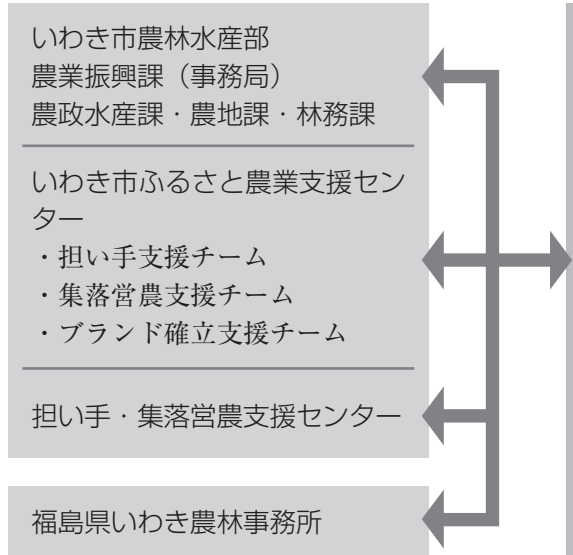 いわき市農林水産部
農業振興課（事務局）
農政水産課・農地課・林務課
いわき市ふるさと農業支援セン
ター
・担い手支援チーム
・集落営農支援チーム
・ブランド確立支援チーム
担い手・集落営農支援センター
福島県いわき農林事務所